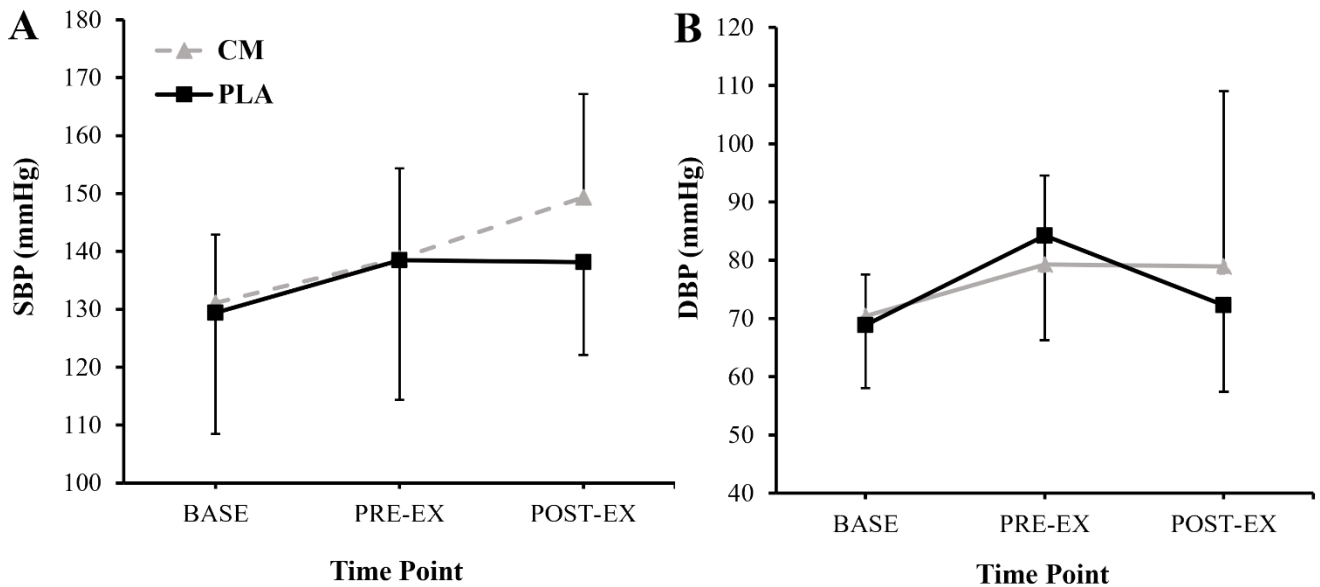 A
CM
PLA
SBP (mmHg)
180
170
160
150
140
130
120
110
100
BASE
PRE-EX
POST-EX
Time Point
B
DBP (mmHg)
120
110
100
90
80
70
60
50
40
BASE
PRE-EX
POST-EX
Time Point